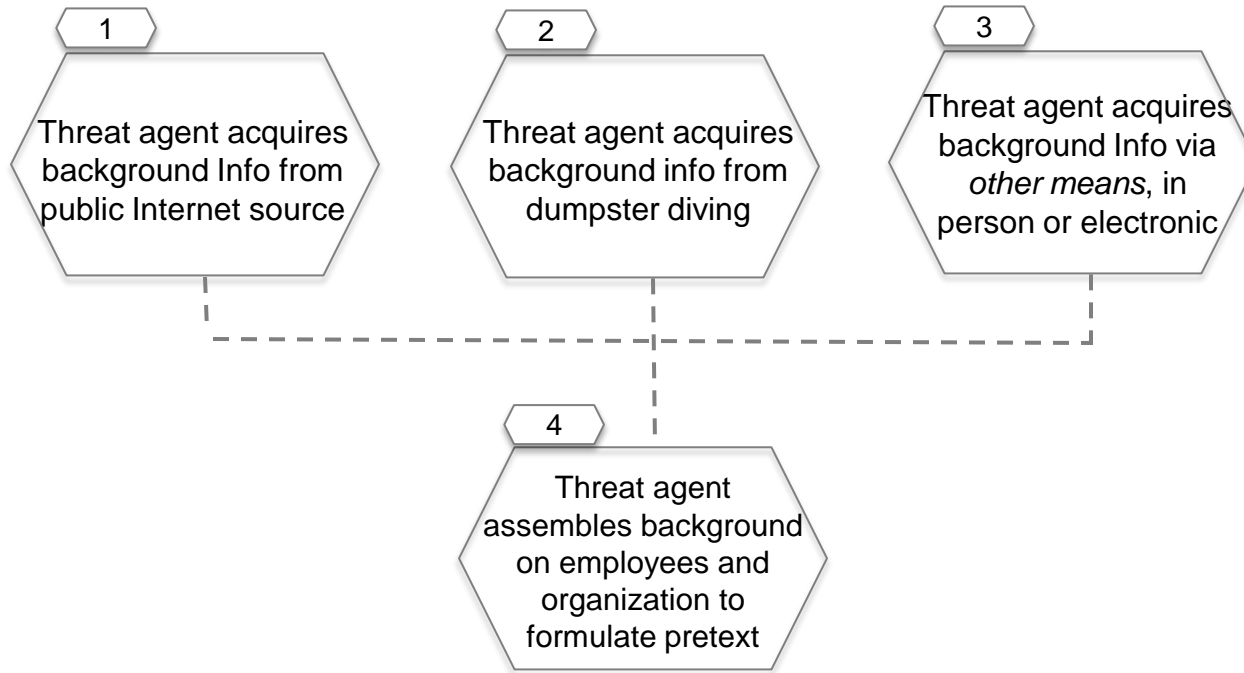 1
Threat agent acquires
background Info from
public Internet source
2
Threat agent acquires
background info from
dumpster diving
3
Threat agent acquires
background Info via
other means, in
person or electronic
4
Threat agent
assembles background
on employees and
organization to
formulate pretext